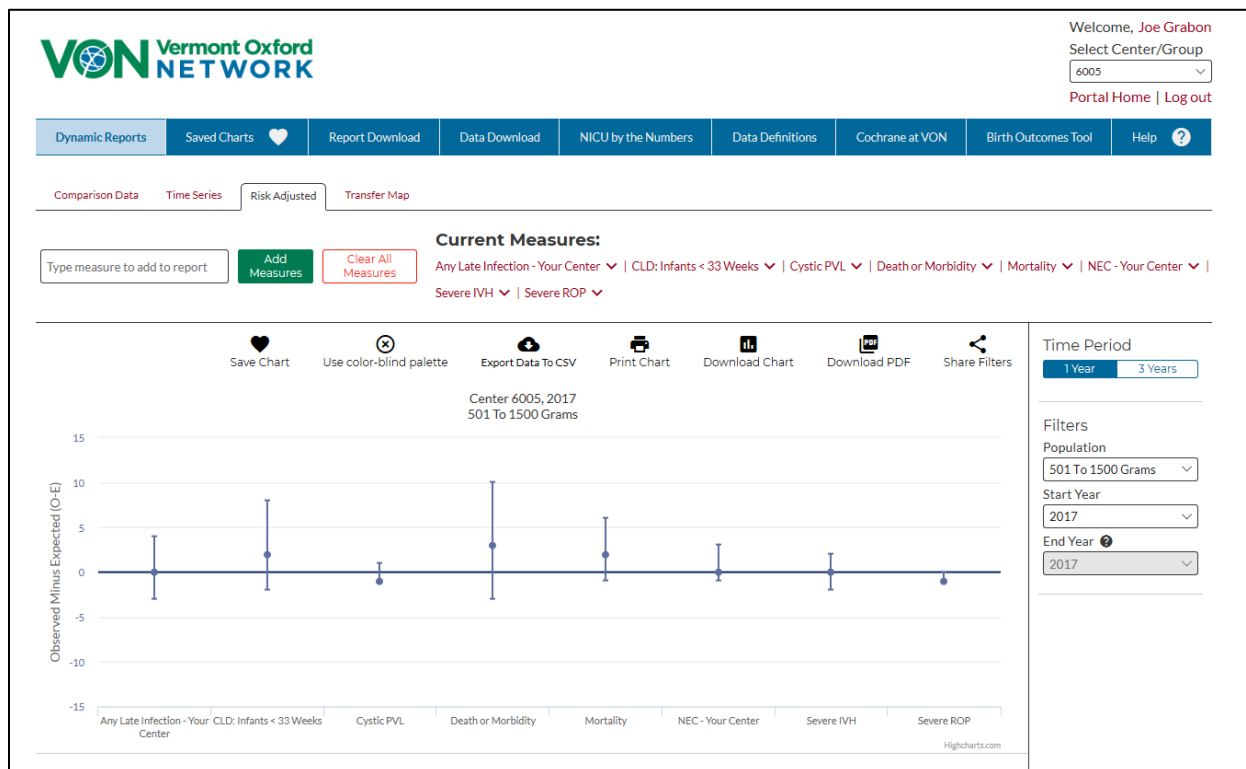 VON Vermont Oxford
NETWORK
Welcome, Joe Grabon
Select Center/Group
6005
Portal Home | Log out
Dynamic Reports Saved Charts Report Download Data Download NICU by the Numbers Data Definitions Cochrane at VON Birth Outcomes Tool Help ?
Comparison Data Time Series Risk Adjusted Transfer Map
Current Measures:
Type measure to add to report
Add
Measures
Clear All
Measures
Any Late Infection - Your Center | CLD: Infants < 33 Weeks | Cystic PVL | Death or Morbidity | Mortality | NEC - Your Center |
Severe IVH | Severe ROP
Save Chart Use color-blind palette Export Data To CSV Print Chart Download Chart PDF Download PDF Share Filters
Time Period
1 Year 3 Years
Filters
Population
501 To 1500 Grams
Start Year
2017
End Year ?
2017
Center 6005, 2017
501 To 1500 Grams
Observed Minus Expected (O-E)
15
10
5
0
-5
-10
-15
Any Late Infection - Your
Center
CLD: Infants < 33 Weeks
Cystic PVL
Death or Morbidity
Mortality
NEC - Your Center
Severe IVH
Severe ROP
Highcharts.com